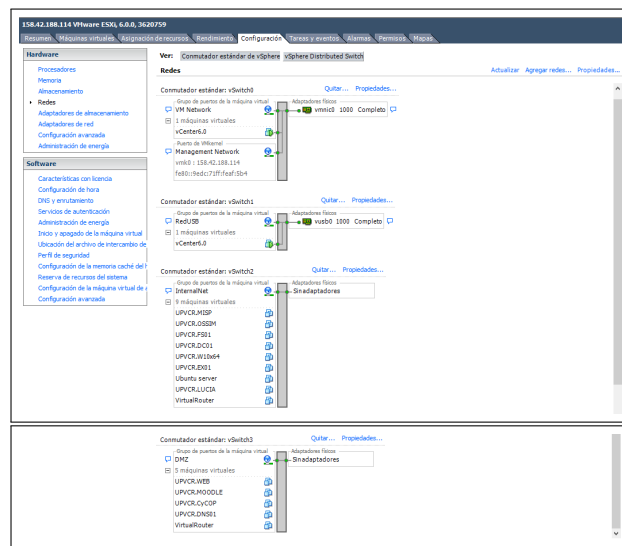 158.42.188.114 VMware ESXi, 6.0.0, 3620759
Resumen Máquinas virtuales Asignación de recursos Rendimiento Configuración Tareas y eventos Alarmas Permisos Mapas
Hardware
Procesadores
Memoria
Almacenamiento
Redes
Adaptadores de almacenamiento
Adaptadores de red
Configuración avanzada
Administración de energía
Software
Características con licencia
Configuración de hora
DNS y enrutamiento
Servicios de autenticación
Administración de energía
Inicio y apagado de la máquina virtual
Ubicación del archivo de intercambio de
Perfil de seguridad
Configuración de la memoria caché del h
Reserva de recursos del sistema
Configuración de la máquina virtual de
Configuración avanzada
Ver: Conmutador estándar de vSphere vSphere Distributed Switch
Redes Actualizar Agregar redes... Propiedades...
Conmutador estándar: vSwitch0 Quitar... Propiedades...
Grupo de puertos de la máquina virtual Adaptadores físicos
VM Network vmnic0 1000 Completo
1 máquinas virtuales
vCenter6.0
Puerto de VMkernel
Management Network
vmk0 : 158.42.188.114
fe80::9edc:71ff:feaf:5b4
Conmutador estándar: vSwitch1 Quitar... Propiedades...
Grupo de puertos de la máquina virtual Adaptadores físicos
RedUSB vusb0 1000 Completo
1 máquinas virtuales
vCenter6.0
Conmutador estándar: vSwitch2 Quitar... Propiedades...
Grupo de puertos de la máquina virtual Adaptadores físicos
InternalNet Sin adaptadores
9 máquinas virtuales
UPVCR.MISP
UPVCR.OSSIM
UPVCR.FS01
UPVCR.DC01
UPVCR.W10x64
UPVCR.EX01
Ubuntu server
UPVCR.LUCIA
VirtualRouter
Conmutador estándar: vSwitch3 Quitar... Propiedades...
Grupo de puertos de la máquina virtual Adaptadores físicos
DMZ Sin adaptadores
5 máquinas virtuales
UPVCR.WEB
UPVCR.MOODLE
UPVCR.CyCOP
UPVCR.DNS01
VirtualRouter